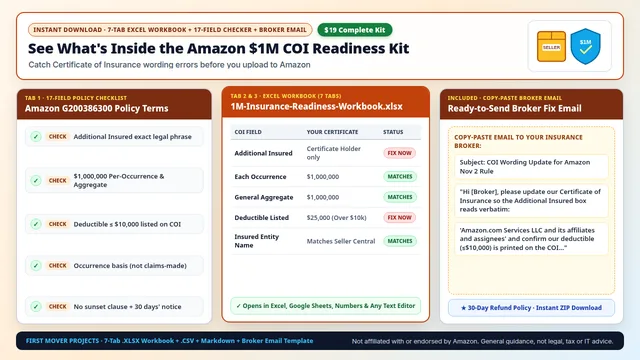 INSTANT DOWNLOAD · 7-TAB EXCEL WORKBOOK + 17-FIELD CHECKER + BROKER EMAIL
$19 Complete Kit
See What's Inside the Amazon $1M COI Readiness Kit
Catch Certificate of Insurance wording errors before you upload to Amazon
SELLER
$1M
TAB 1 · 17-FIELD POLICY CHECKLIST
Amazon G200386300 Policy Terms
✓ CHECK Additional Insured exact legal phrase
✓ CHECK $1,000,000 Per-Occurrence &
Aggregate
✓ CHECK Deductible ≤ $10,000 listed on COI
✓ CHECK Occurrence basis (not claims-made)
✓ CHECK No sunset clause + 30 days' notice
TAB 2 & 3 · EXCEL WORKBOOK (7 TABS)
1M-Insurance-Readiness-Workbook.xlsx
COI FIELD YOUR CERTIFICATE STATUS
Additional Insured Certificate Holder
only FIX NOW
Each Occurrence $1,000,000 MATCHES
General Aggregate $1,000,000 MATCHES
Deductible Listed $25,000 (Over $10k) FIX NOW
Insured Entity
Name Matches Seller Central MATCHES
✓ Opens in Excel, Google Sheets, Numbers & Any Text Editor
INCLUDED · COPY-PASTE BROKER EMAIL
Ready-to-Send Broker Fix Email
COPY-PASTE EMAIL TO YOUR INSURANCE
BROKER:
Subject: COI Wording Update for Amazon
Nov 2 Rule
"Hi [Broker], please update our Certificate of
Insurance so the Additional Insured box
reads verbatim:
'Amazon.com Services LLC and its affiliates
and assignees' and confirm our deductible
(≤$10,000) is printed on the COI..."
★ 30-Day Refund Policy · Instant ZIP Download
FIRST MOVER PROJECTS · 7-Tab .XLSX Workbook + .CSV + Markdown + Broker Email Template
Not affiliated with or endorsed by Amazon. General guidance, not legal, tax or IT advice.